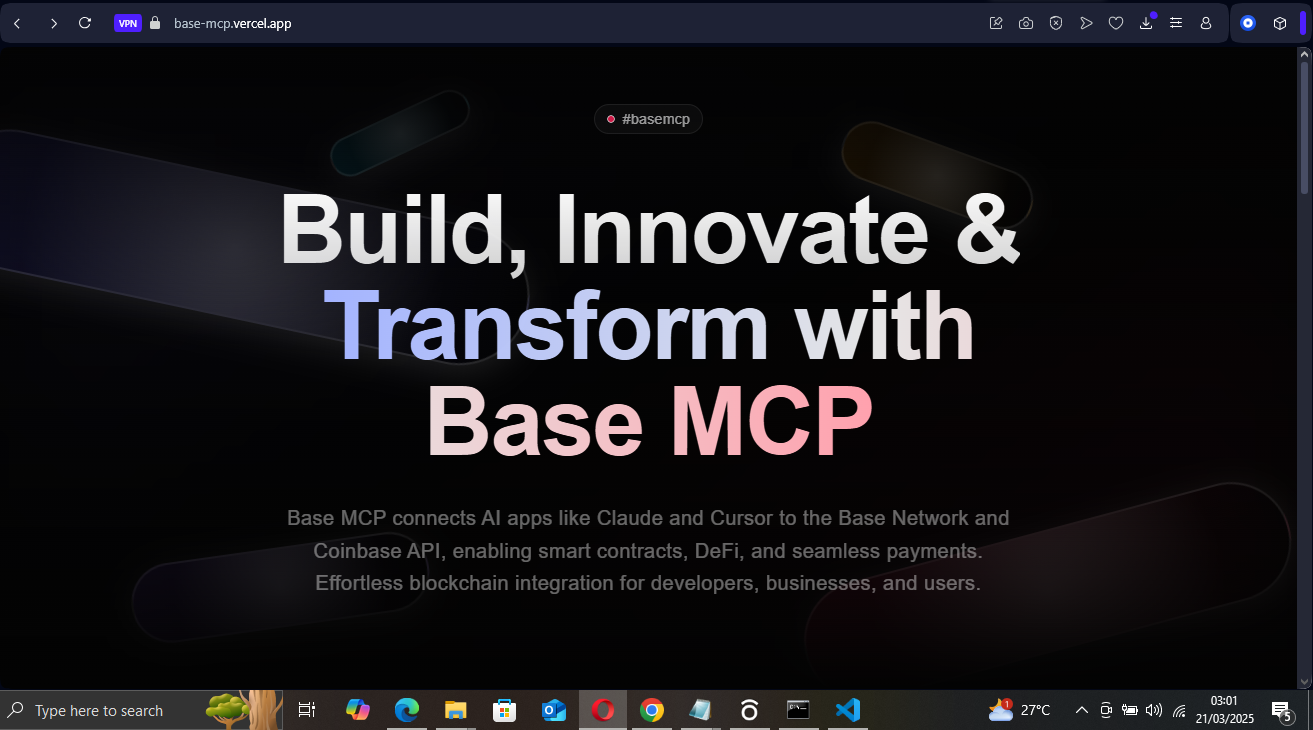 VPN
base-mcp.vercel.app
#basemcp
Build, Innovate &
Transform with
Base MCP
Base MCP connects AI apps like Claude and Cursor to the Base Network and
Coinbase API, enabling smart contracts, DeFi, and seamless payments.
Effortless blockchain integration for developers, businesses, and users.
Type here to search
1
27°C
03:01
21/03/2025
5